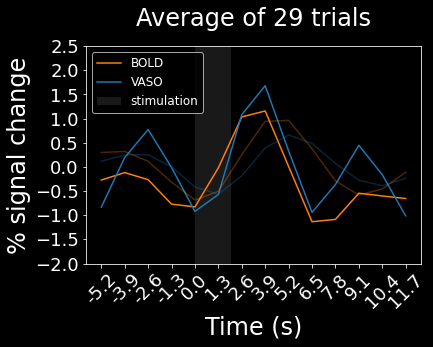 Average of 29 trials
% signal change
2.5
2.0
1.5
1.0
0.5
0.0
−0.5
−1.0
−1.5
−2.0
BOLD
VASO
stimulation
-5.2 -3.9 -2.6 -1.3 0.0 1.3 2.6 3.9 5.2 6.5 7.8 9.1 10.4 11.7
Time (s)